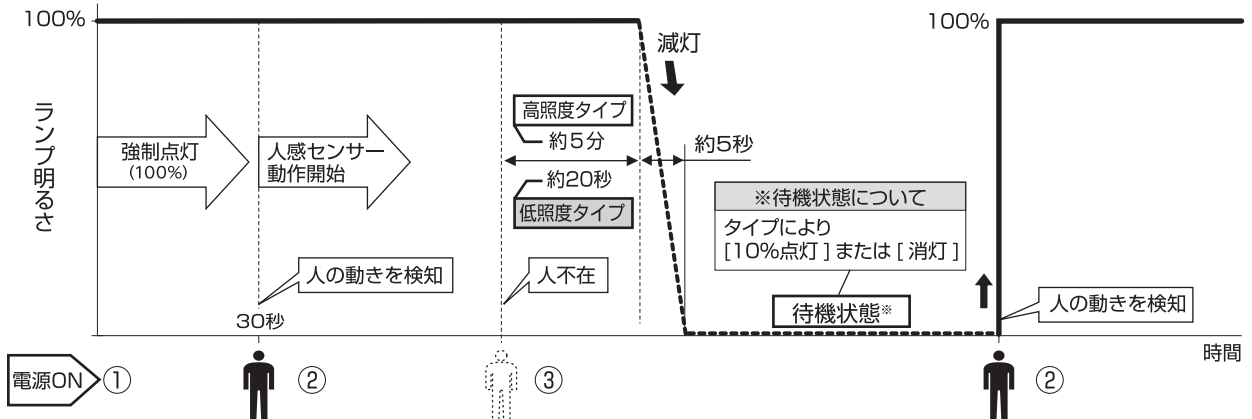 100%
100%
減灯
ランプ明るさ
高照度タイプ
約5分
約5秒
強制点灯
(100%)
人感センサー
動作開始
約20秒
低照度タイプ
※待機状態について
タイプにより
[10%点灯]または[消灯]
人の動きを検知
人不在
待機状態※
人の動きを検知
30秒
時間
電源ON
①
②
③
②